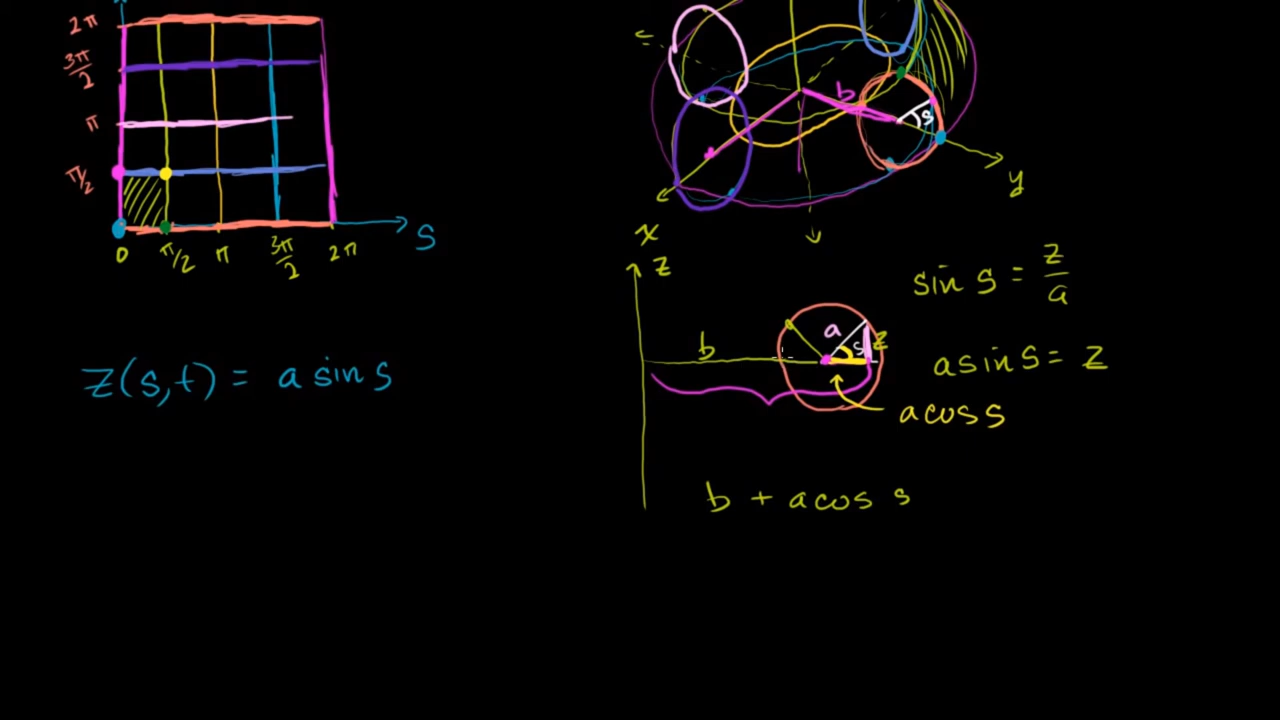 2π
3π/2
π
π/2
0 π/2 π 3π/2 2π
S
b
s
y
x
z
b
a
s
z
a cos s
sin s = z/a
a sin s = z
z(s,t) = a sin s
b + a cos s